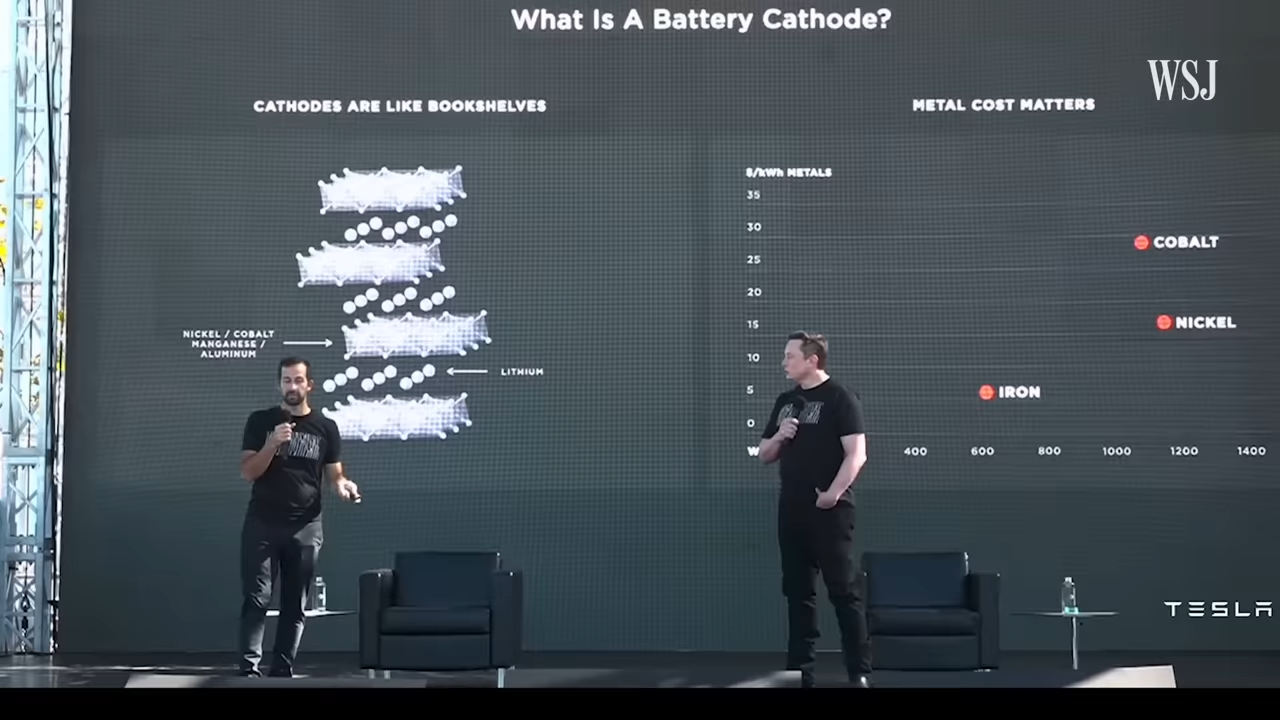 What Is A Battery Cathode?
WSJ
CATHODES ARE LIKE BOOKSHELVES
METAL COST MATTERS
$/kWh METALS
35
30
COBALT
25
20
NICKEL
15
NICKEL / COBALT
MANGANESE /
ALUMINUM
10
LITHIUM
5
IRON
0
W
400
600
800
1000
1200
1400
TESLA